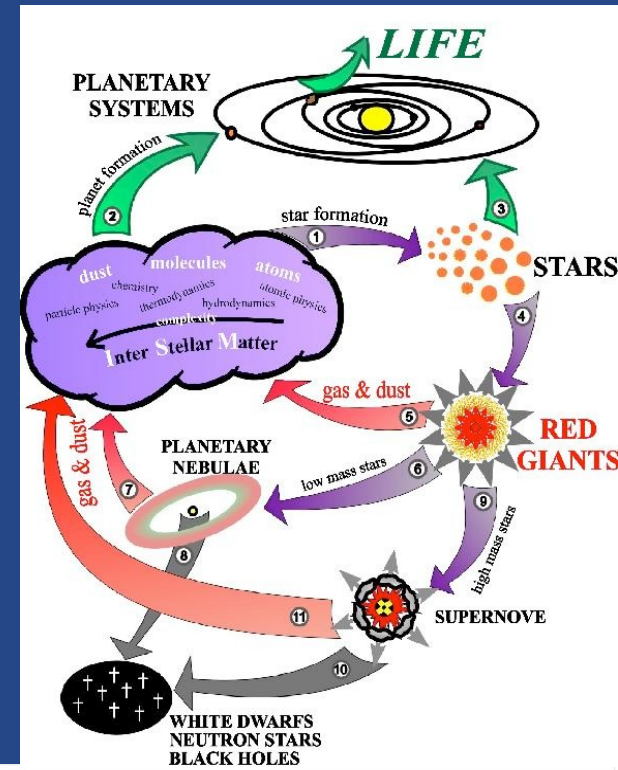 LIFE
PLANETARY
SYSTEMS
planet formation
2
star formation
1
3
STARS
dust molecules atoms
chemistry
particle physics thermodynamics atomic physics
hydrodynamics
complexity
Inter Stellar Matter
4
gas & dust
5
RED
GIANTS
PLANETARY
NEBULAE
low mass stars
6
gas & dust
7
8
9
high mass stars
SUPERNOVE
11
10
WHITE DWARFS
NEUTRON STARS
BLACK HOLES